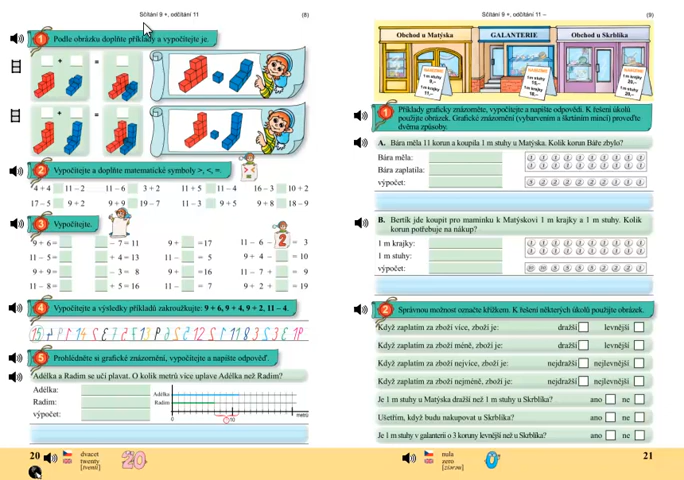 Sčítání 9 +, odčítání 11
(8)
1 Podle obrázku doplňte příklady a vypočítejte je.
+ =
+ =
2 Vypočítejte a doplňte matematické symboly >, <, =.
4 + 4 11 – 2 11 – 6 3 + 2 11 + 5 11 – 4 16 – 3 10 + 2
17 – 5 9 + 2 9 + 9 19 – 7 11 – 3 9 + 5 9 + 8 18 – 9
3 Vypočítejte.
9 + 6 = – 7 = 11 9 + = 17 11 – 6 – 2 = 3
11 – 5 = + 4 = 13 11 – = 5 9 + 4 – = 10
9 + 9 = – 3 = 8 9 + = 16 11 – 7 + = 9
11 – 8 = + 5 = 16 11 – = 7 9 + 2 + = 19
4 Vypočítejte a výsledky příkladů zakroužkujte: 9 + 6, 9 + 4, 9 + 2, 11 – 4.
5 Prohlédněte si grafické znázornění, vypočítejte a napište odpověď.
Adélka a Radim se učí plavat. O kolik metrů více uplave Adélka než Radim?
Adélka:
Radim:
výpočet:
Adélka
Radim
0 10 metrů
20 dvacet
twenty
20
Sčítání 9 +, odčítání 11 –
(9)
Obchod u Matýska GALANTERIE Obchod u Skrblíka
1 Příklady graficky znázorněte, vypočítejte a napište odpovědi. K řešení úkolů
použijte obrázek. Grafické znázornění (vybarvením a škrtáním mincí) proveďte
dvěma způsoby.
A. Bára měla 11 korun a koupila 1 m stuhy u Matýska. Kolik korun Báře zbylo?
Bára měla:
Bára zaplatila:
výpočet:
B. Bertík jde koupit pro maminku k Matýskovi 1 m krajky a 1 m stuhy. Kolik
korun potřebuje na nákup?
1 m krajky:
1 m stuhy:
výpočet:
2 Správnou možnost označte křížkem. K řešení některých úkolů použijte obrázek.
Když zaplatím za zboží více, zboží je: dražší levnější
Když zaplatím za zboží méně, zboží je: dražší levnější
Když zaplatím za zboží nejvíce, zboží je: nejdražší nejlevnější
Když zaplatím za zboží nejméně, zboží je: nejdražší nejlevnější
Je 1 m stuhy u Matýska dražší než 1 m stuhy u Skrblíka? ano ne
Ušetřím, když budu nakupovat u Skrblíka? ano ne
Je 1 m stuhy v galanterii o 3 koruny levnější než u Skrblíka? ano ne
nula
zero
0
21